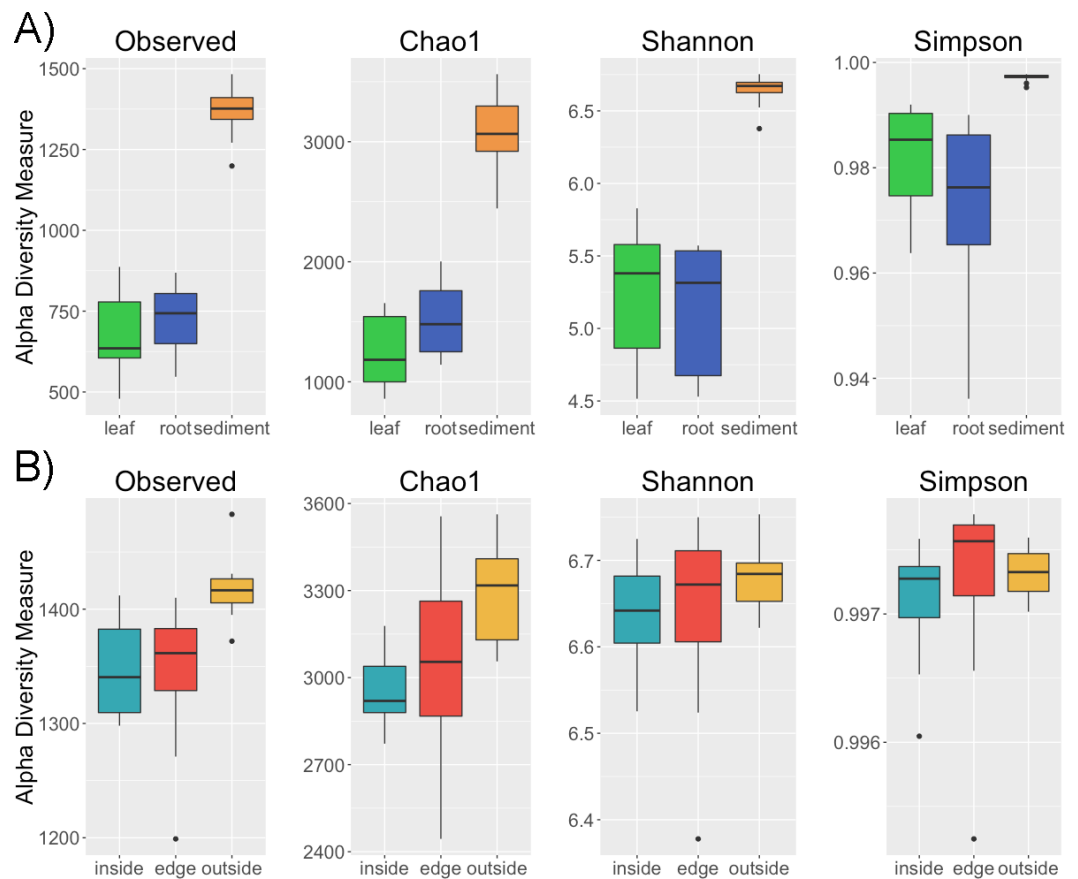 A)
Observed Chao1 Shannon Simpson
Alpha Diversity Measure
1500
1250
1000
750
500
leaf root sediment
3000
2000
1000
leaf root sediment
6.5
6.0
5.5
5.0
4.5
leaf root sediment
1.00
0.98
0.96
0.94
leaf root sediment
B)
Observed Chao1 Shannon Simpson
Alpha Diversity Measure
1400
1300
1200
inside edge outside
3600
3300
3000
2700
2400
inside edge outside
6.7
6.6
6.5
6.4
inside edge outside
0.997
0.996
inside edge outside